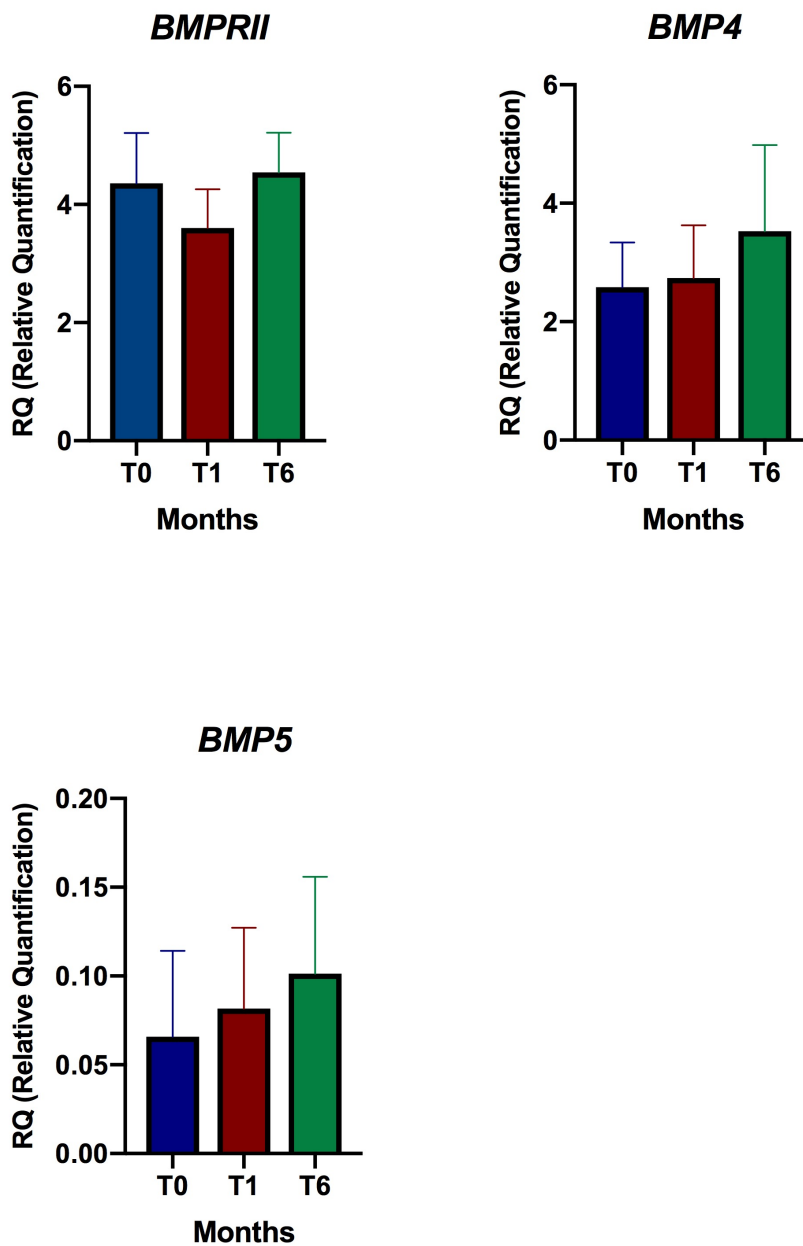 BMPRII
RQ (Relative Quantification)
6
4
2
0
T0 T1 T6
Months
BMP4
RQ (Relative Quantification)
6
4
2
0
T0 T1 T6
Months
BMP5
RQ (Relative Quantification)
0.20
0.15
0.10
0.05
0.00
T0 T1 T6
Months